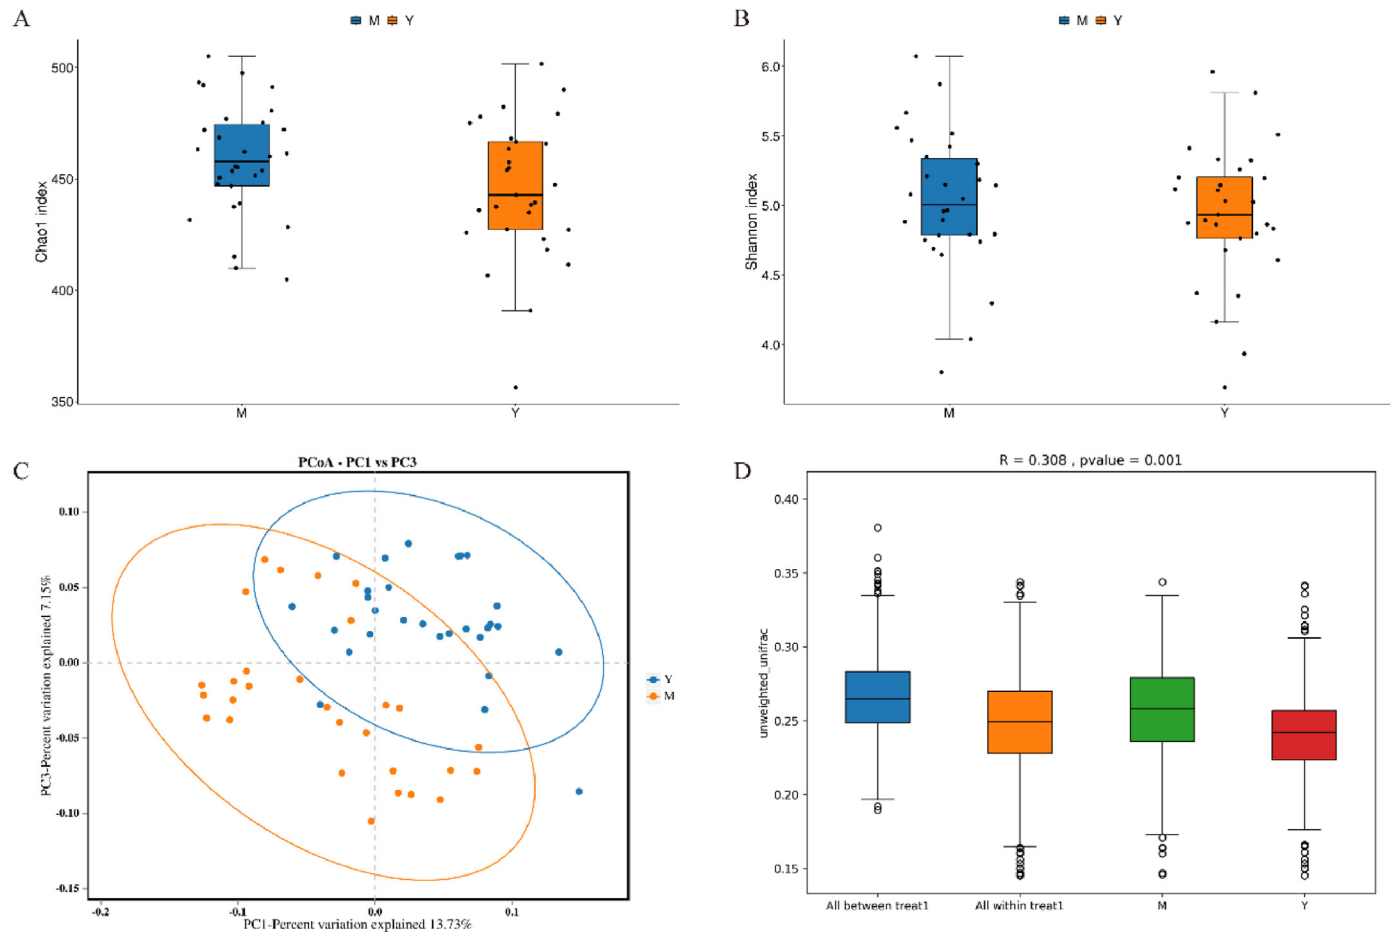 A
M Y
Chao1 index
500
450
400
350
M Y
B
M Y
Shannon index
6.0
5.5
5.0
4.5
4.0
M Y
C
PCoA - PC1 vs PC3
PC3-Percent variation explained 7.15%
0.10
0.05
0.00
-0.05
-0.10
-0.15
-0.2 -0.1 0.0 0.1
PC1-Percent variation explained 13.73%
Y
M
D
R = 0.308 , pvalue = 0.001
unweighted_unifrac
0.40
0.35
0.30
0.25
0.20
0.15
All between treat1 All within treat1 M Y